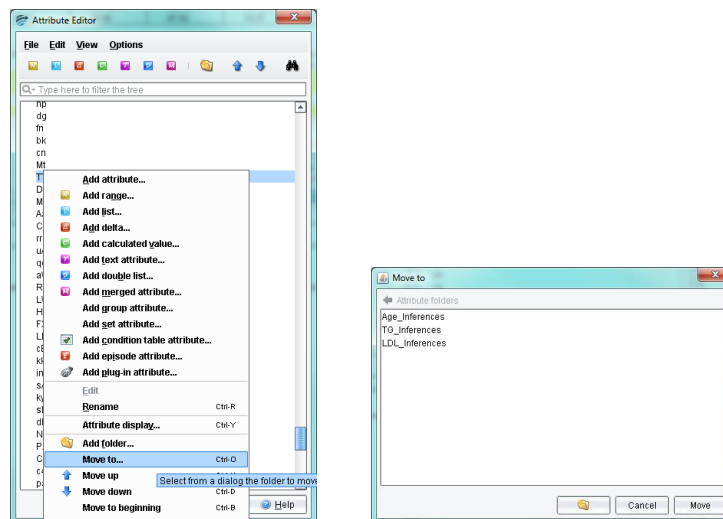 Attribute Editor
File Edit View Options
Type here to filter the tree
np
dg
fn
bk
cn
Mt
Add attribute...
Add range...
Add list...
Add delta...
Add calculated value...
Add text attribute...
Add double list...
Add merged attribute...
Add group attribute...
Add set attribute...
Add condition table attribute...
Add episode attribute...
Add plug-in attribute...
Edit
Rename Ctrl-R
Attribute display... Ctrl-Y
Add folder...
Move to... Ctrl-O
Move up
Select from a dialog the folder to move
Move down Ctrl-D
Move to beginning Ctrl-B
Help
Move to
Attribute folders
Age_Inferences
TG_Inferences
LDL_Inferences
Cancel Move